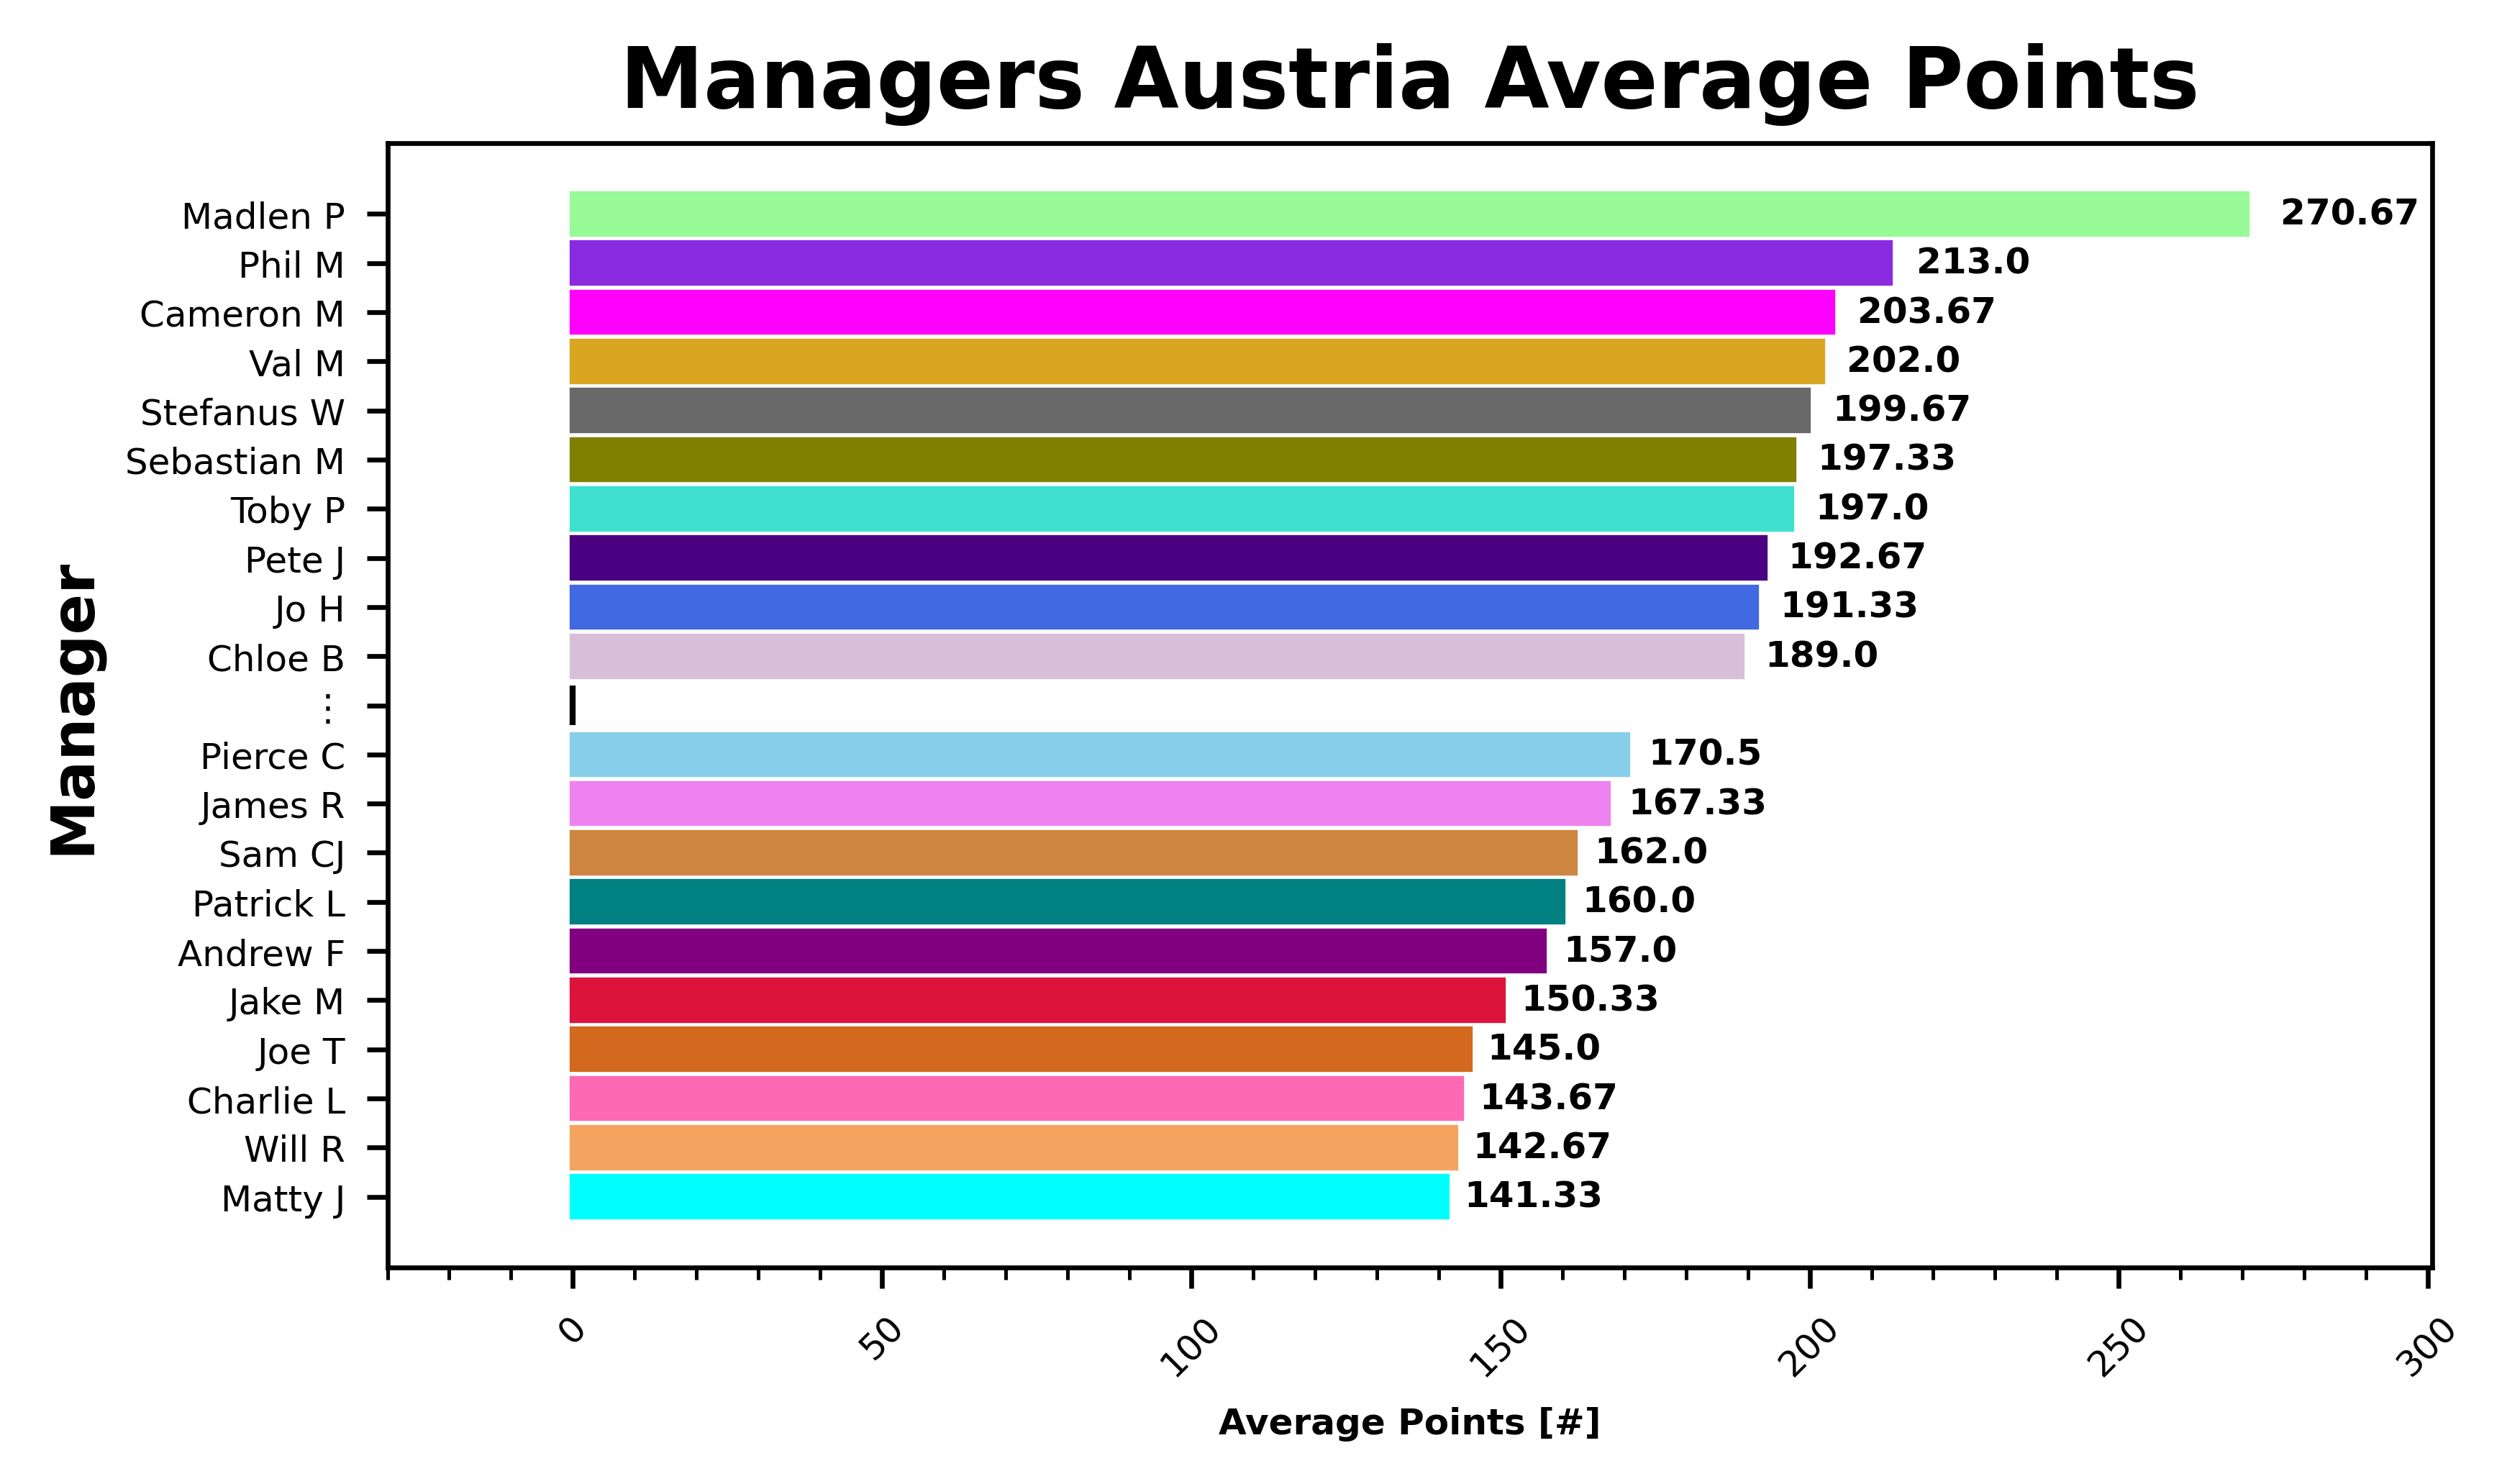 Managers Austria Average Points
Manager
Madlen P 270.67
Phil M 213.0
Cameron M 203.67
Val M 202.0
Stefanus W 199.67
Sebastian M 197.33
Toby P 197.0
Pete J 192.67
Jo H 191.33
Chloe B 189.0
⋮
Pierce C 170.5
James R 167.33
Sam CJ 162.0
Patrick L 160.0
Andrew F 157.0
Jake M 150.33
Joe T 145.0
Charlie L 143.67
Will R 142.67
Matty J 141.33
0 50 100 150 200 250 300
Average Points [#]